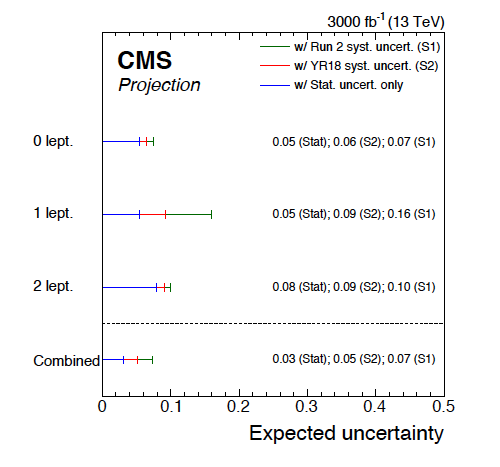 3000 fb⁻¹ (13 TeV)
CMS
Projection
w/ Run 2 syst. uncert. (S1)
w/ YR18 syst. uncert. (S2)
w/ Stat. uncert. only
0 lept.
0.05 (Stat); 0.06 (S2); 0.07 (S1)
1 lept.
0.05 (Stat); 0.09 (S2); 0.16 (S1)
2 lept.
0.08 (Stat); 0.09 (S2); 0.10 (S1)
Combined
0.03 (Stat); 0.05 (S2); 0.07 (S1)
0 0.1 0.2 0.3 0.4 0.5
Expected uncertainty